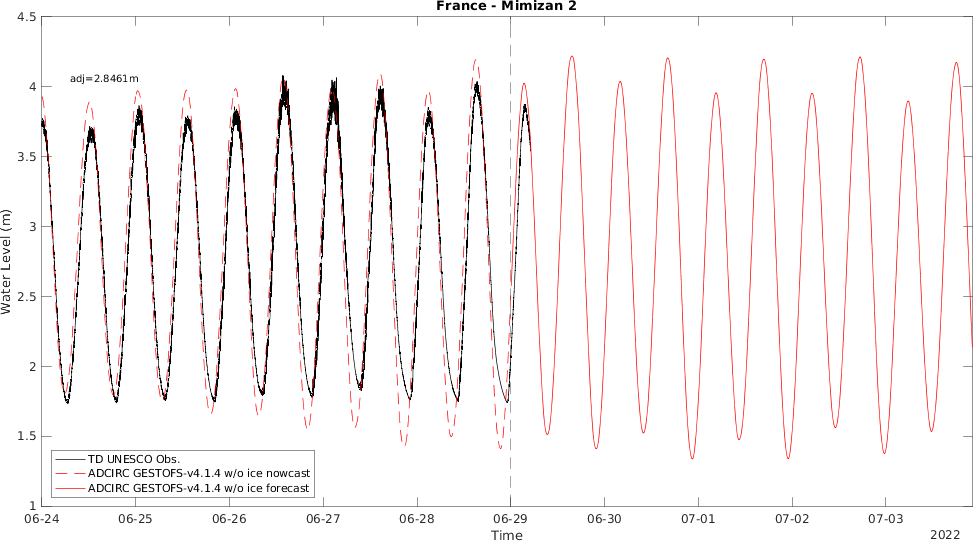 France - Mimizan 2
4.5
adj=2.8461m
4
3.5
3
2.5
2
1.5
1
Water Level (m)
TD UNESCO Obs.
ADCIRC GESTOFS-v4.1.4 w/o ice nowcast
ADCIRC GESTOFS-v4.1.4 w/o ice forecast
06-24 06-25 06-26 06-27 06-28 06-29 06-30 07-01 07-02 07-03
Time
2022